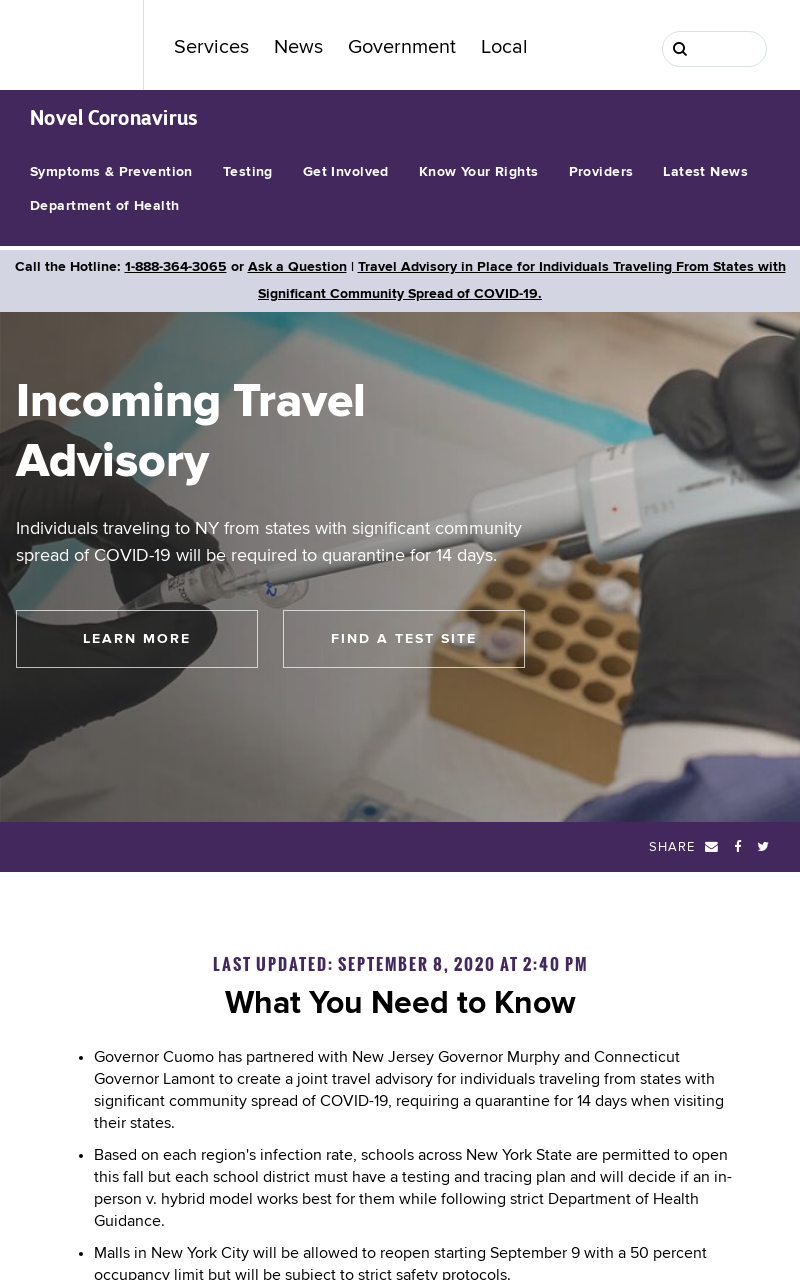 Services News Government Local
Novel Coronavirus
Symptoms & Prevention Testing Get Involved Know Your Rights Providers Latest News
Department of Health
Call the Hotline: 1-888-364-3065 or Ask a Question | Travel Advisory in Place for Individuals Traveling From States with
Significant Community Spread of COVID-19.
Incoming Travel
Advisory
Individuals traveling to NY from states with significant community
spread of COVID-19 will be required to quarantine for 14 days.
LEARN MORE FIND A TEST SITE
SHARE
LAST UPDATED: SEPTEMBER 8, 2020 AT 2:40 PM
What You Need to Know
• Governor Cuomo has partnered with New Jersey Governor Murphy and Connecticut
Governor Lamont to create a joint travel advisory for individuals traveling from states with
significant community spread of COVID-19, requiring a quarantine for 14 days when visiting
their states.
• Based on each region's infection rate, schools across New York State are permitted to open
this fall but each school district must have a testing and tracing plan and will decide if an in-
person v. hybrid model works best for them while following strict Department of Health
Guidance.
• Malls in New York City will be allowed to reopen starting September 9 with a 50 percent
occupancy limit but will be subject to strict safety protocols.